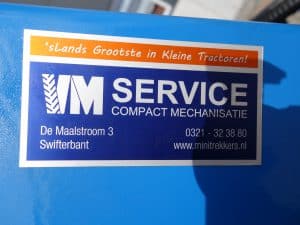 'sLands Grootste in Kleine Tractoren!
VM SERVICE
COMPACT MECHANISATIE
De Maalstroom 3 0321 - 32 38 80
Swifterbant www.minitrekkers.nl